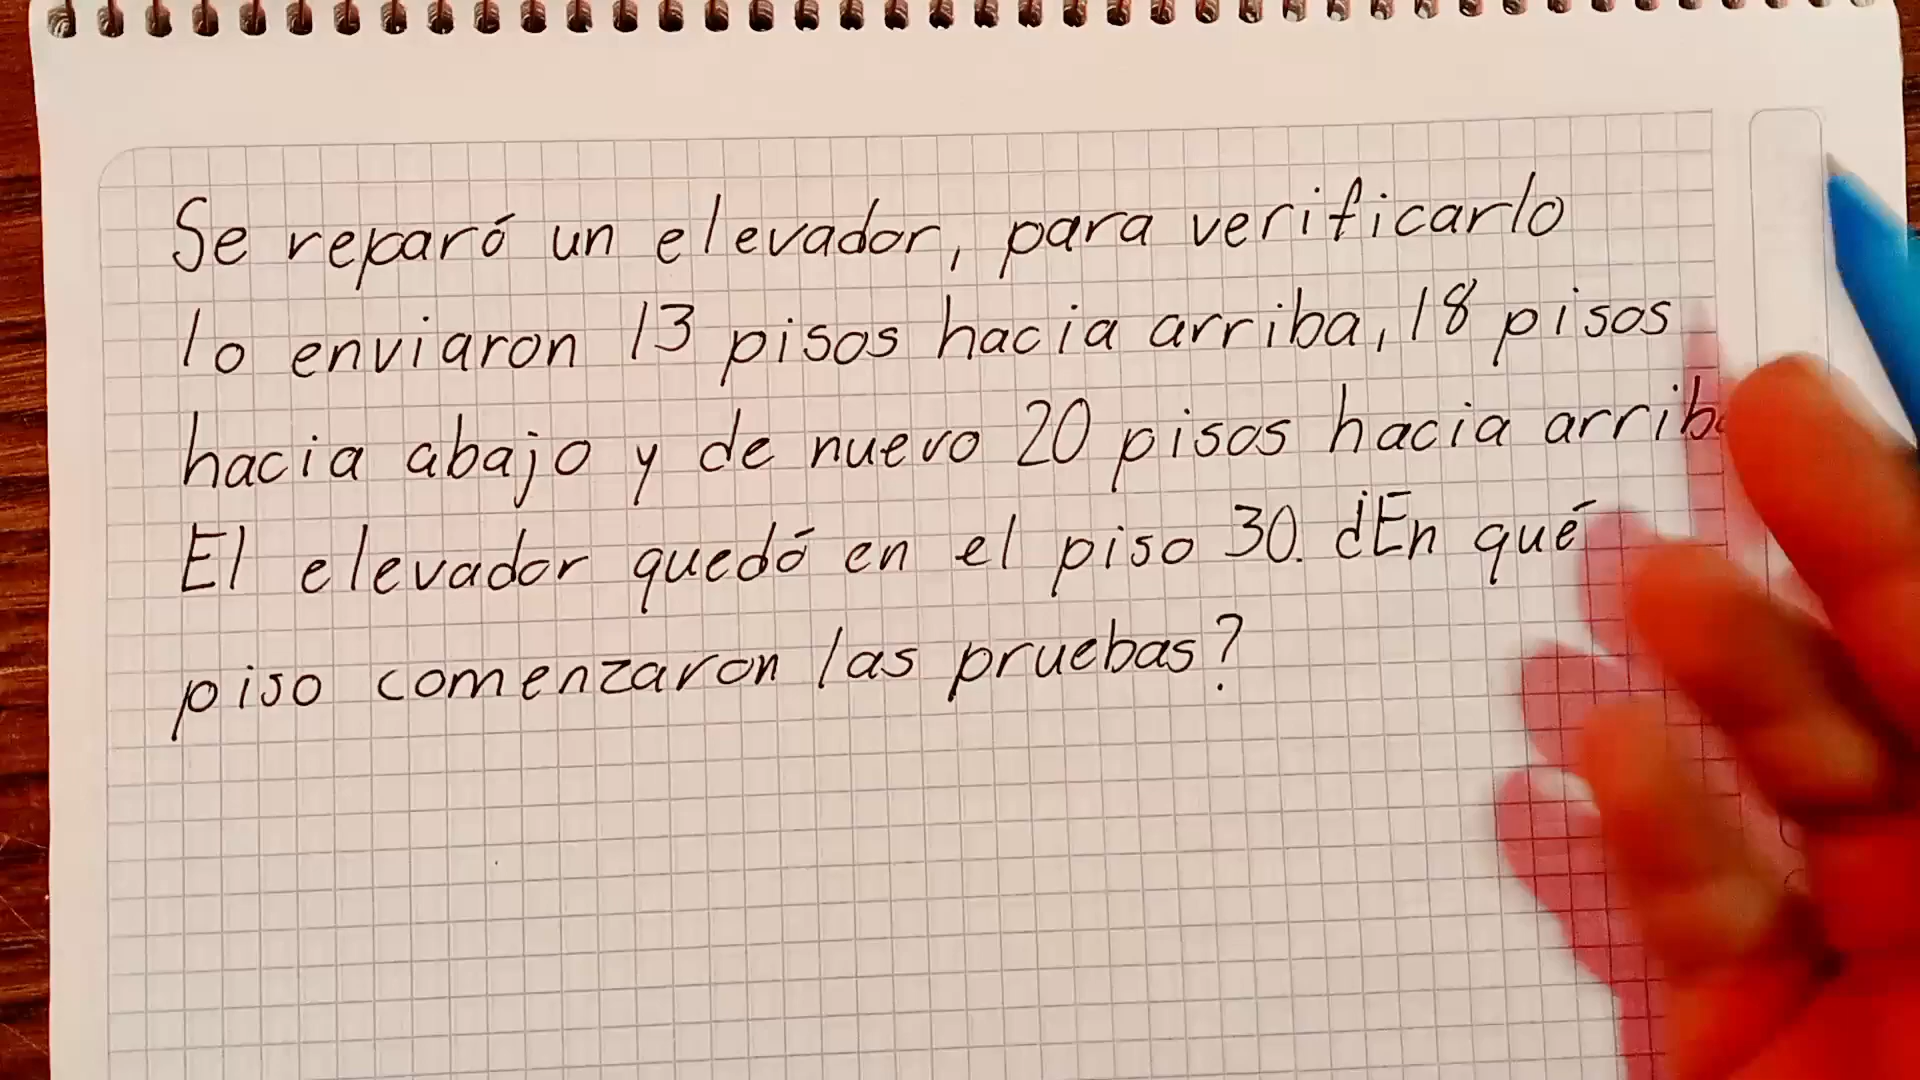 Se reparó un elevador, para verificarlo
lo enviaron 13 pisos hacia arriba, 18 pisos
hacia abajo y de nuevo 20 pisos hacia arrib
El elevador quedó en el piso 30. ¿En qué
piso comenzaron las pruebas?